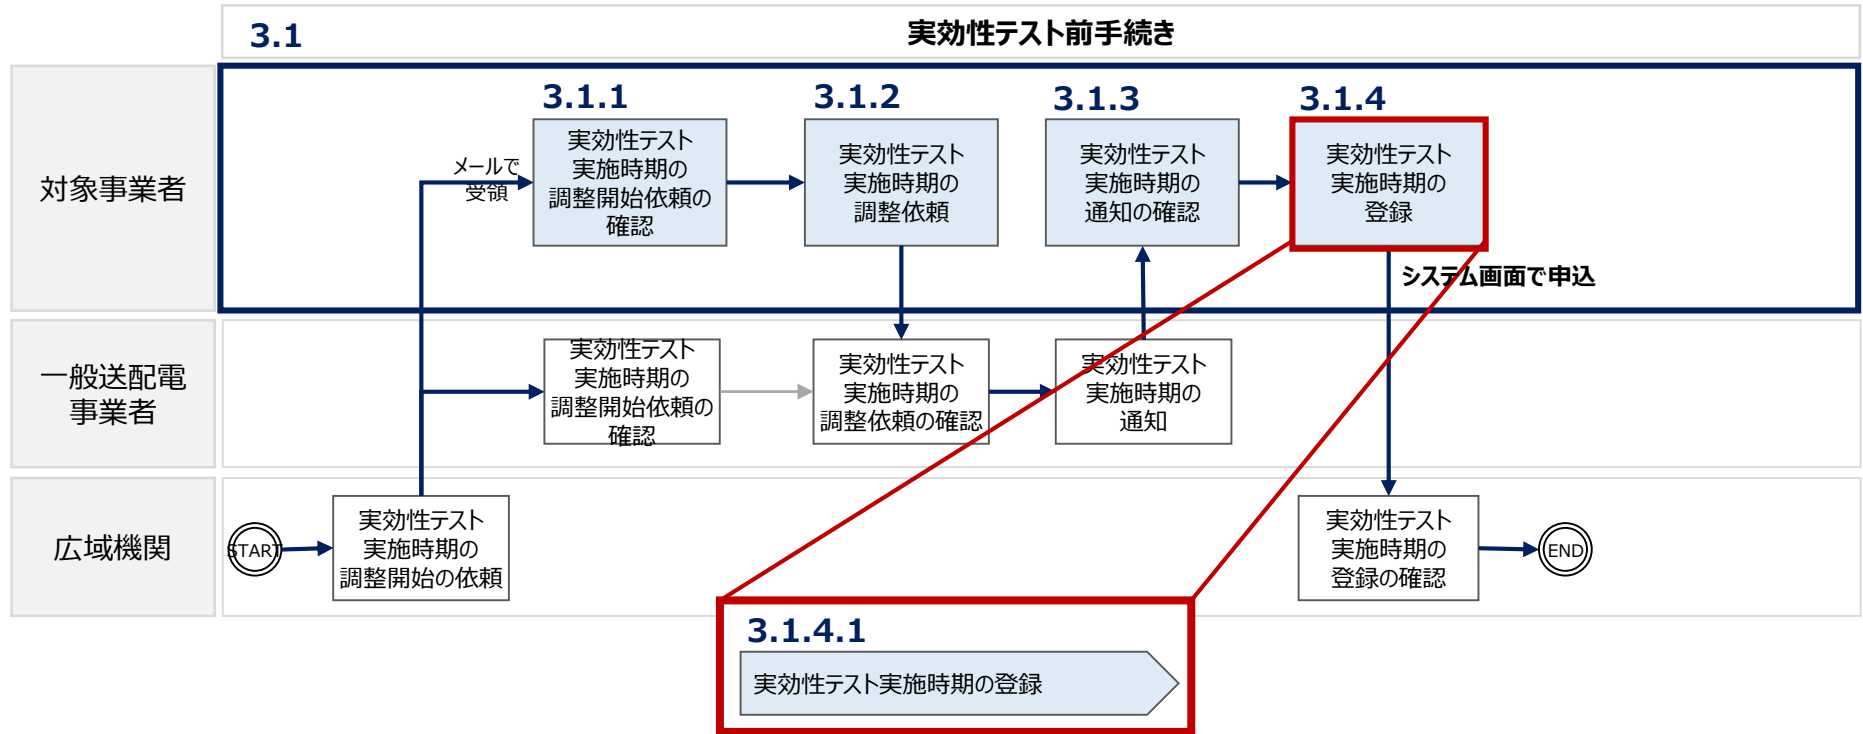 3.1
実効性テスト前手続き
対象事業者
3.1.1
実効性テスト
実施時期の
調整開始依頼の
確認
メールで
受領
3.1.2
実効性テスト
実施時期の
調整依頼
3.1.3
実効性テスト
実施時期の
通知の確認
3.1.4
実効性テスト
実施時期の
登録
システム画面で申込
一般送配電
事業者
実効性テスト
実施時期の
調整開始依頼の
確認
実効性テスト
実施時期の
調整依頼の確認
実効性テスト
実施時期の
通知
広域機関
START
実効性テスト
実施時期の
調整開始の依頼
実効性テスト
実施時期の
登録の確認
END
3.1.4.1
実効性テスト実施時期の登録